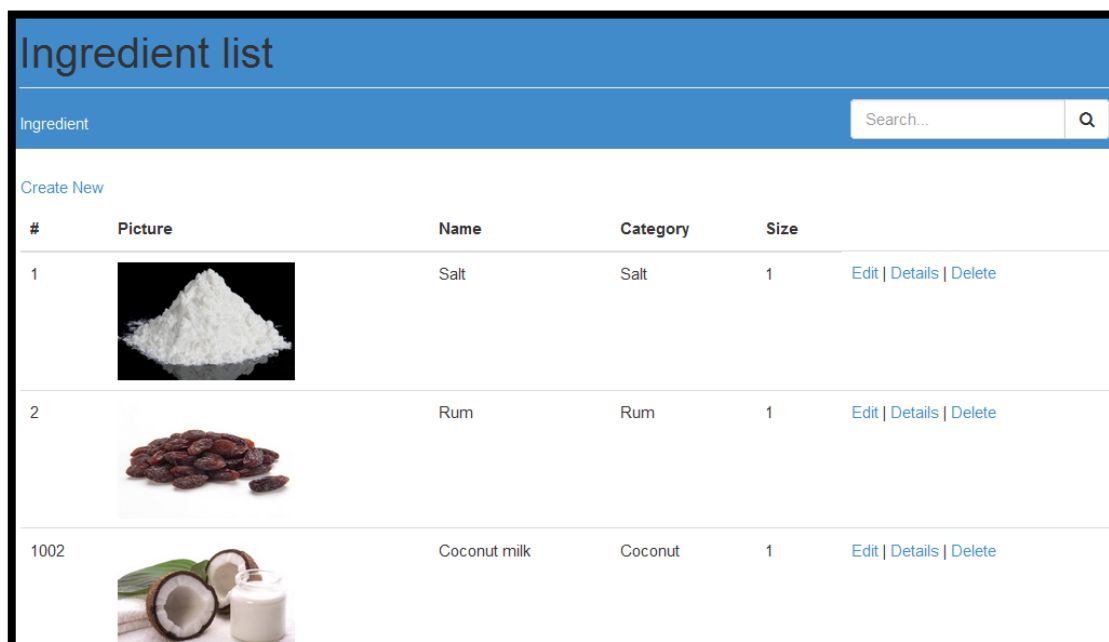 Ingredient list
Ingredient
Search...
Create New
# Picture Name Category Size
1 Salt Salt 1 Edit | Details | Delete
2 Rum Rum 1 Edit | Details | Delete
1002 Coconut milk Coconut 1 Edit | Details | Delete